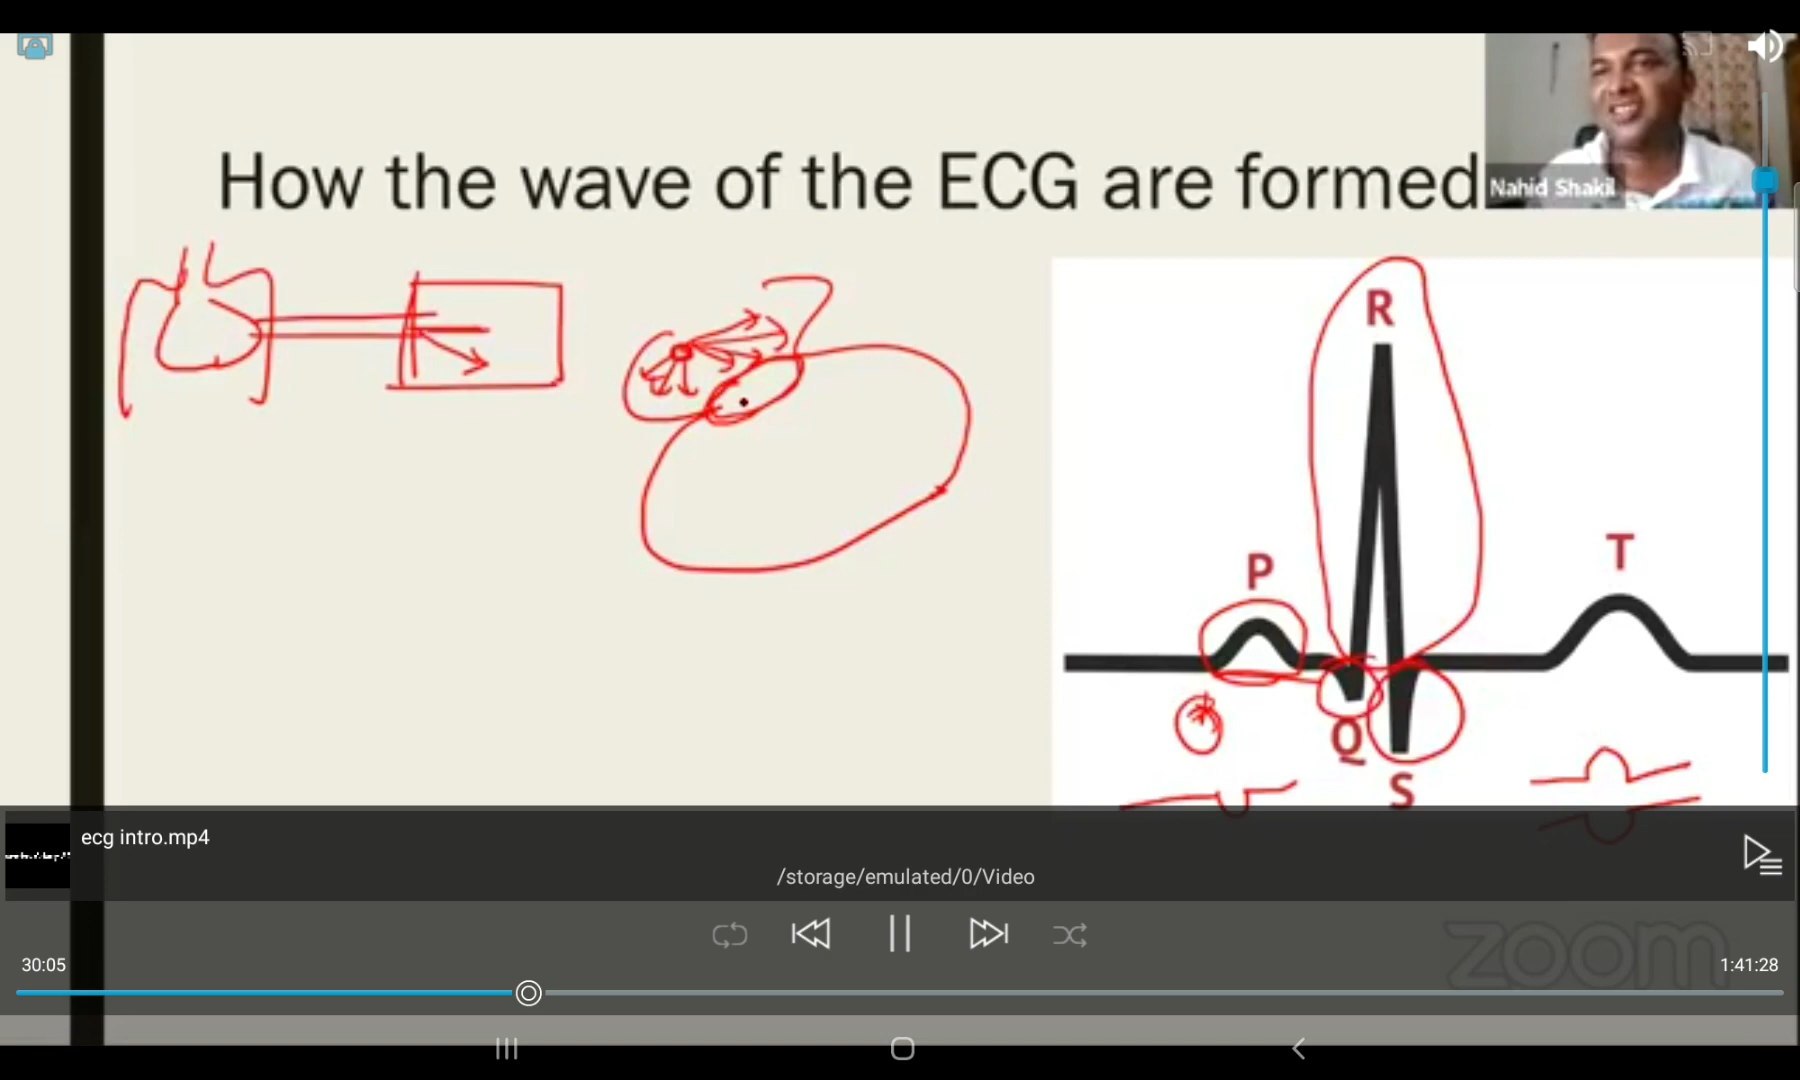 How the wave of the ECG are formed
Nahid Shakil
R
P
T
Q
S
ecg intro.mp4
/storage/emulated/0/Video
zoom
30:05
1:41:28